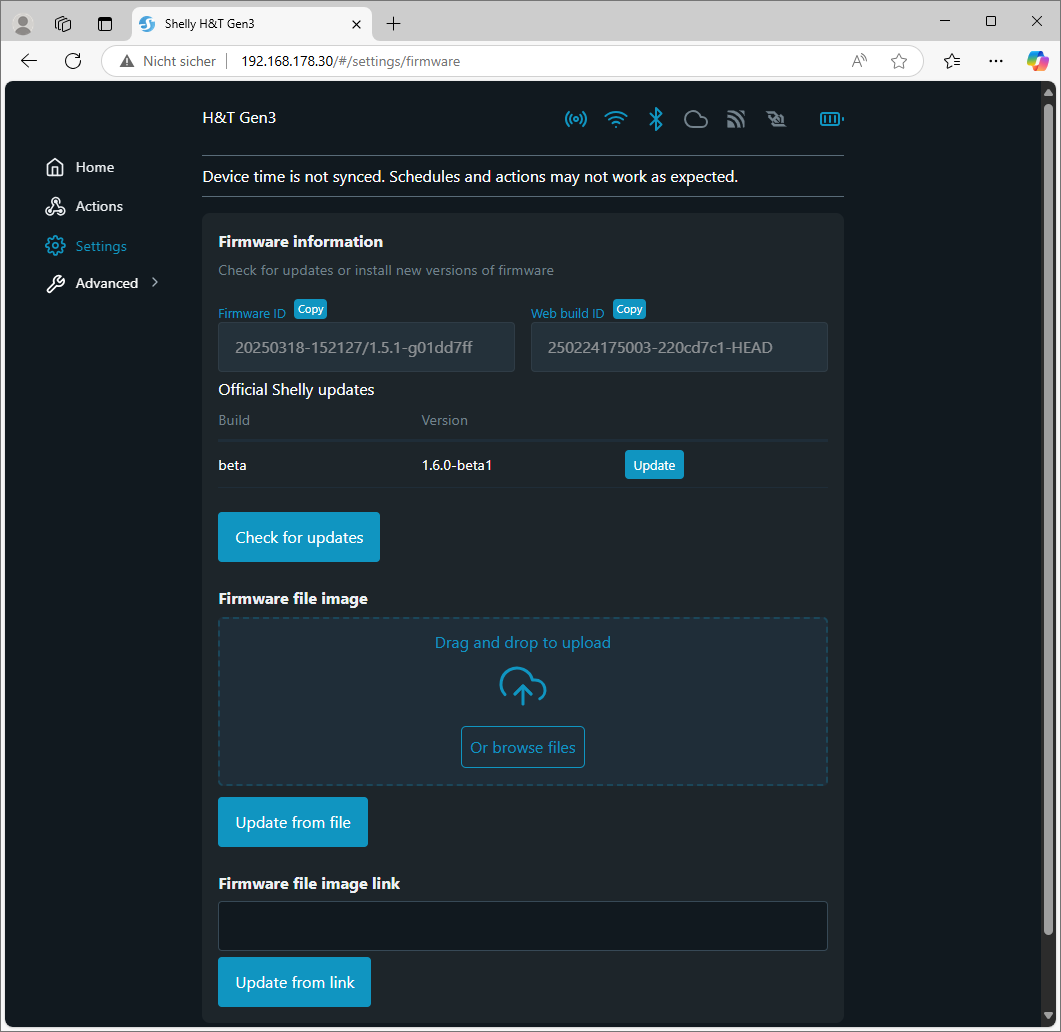 Shelly H&T Gen3
Nicht sicher 192.168.178.30/#/settings/firmware
H&T Gen3
Home
Actions
Settings
Advanced
Device time is not synced. Schedules and actions may not work as expected.
Firmware information
Check for updates or install new versions of firmware
Firmware ID Copy Web build ID Copy
20250318-152127/1.5.1-g01dd7ff 250224175003-220cd7c1-HEAD
Official Shelly updates
Build Version
beta 1.6.0-beta1 Update
Check for updates
Firmware file image
Drag and drop to upload
Or browse files
Update from file
Firmware file image link
Update from link